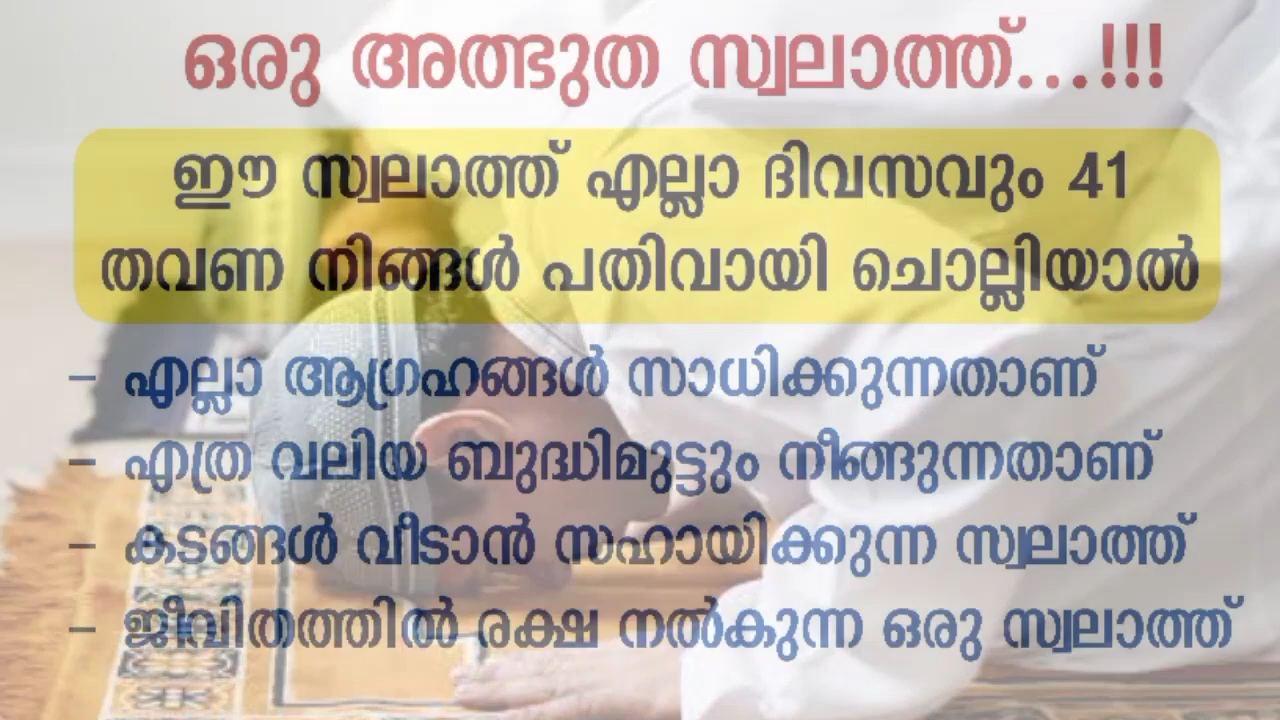 ഒരു അത്ഭുത സ്വലാത്ത്...!!!
ഈ സ്വലാത്ത് എല്ലാ ദിവസവും 41
തവണ നിങ്ങൾ പതിവായി ചൊല്ലിയാൽ
- എല്ലാ ആഗ്രഹങ്ങൾ സാധിക്കുന്നതാണ്
- എത്ര വലിയ ബുദ്ധിമുട്ടും നീങ്ങുന്നതാണ്
- കടങ്ങൾ വീടാൻ സഹായിക്കുന്ന സ്വലാത്ത്
- ജീവിതത്തിൽ രക്ഷ നൽകുന്ന ഒരു സ്വലാത്ത്